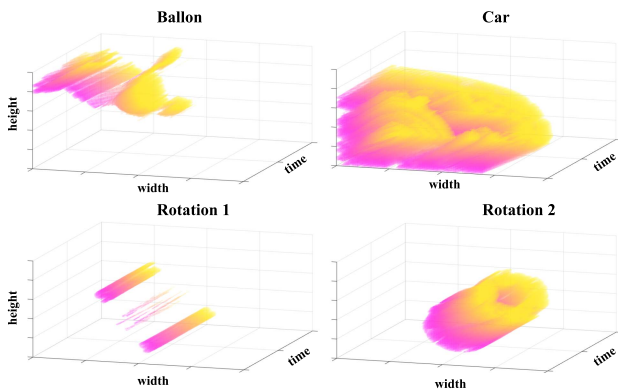 Ballon
Car
height
width
time
width
time
Rotation 1
Rotation 2
height
width
time
width
time